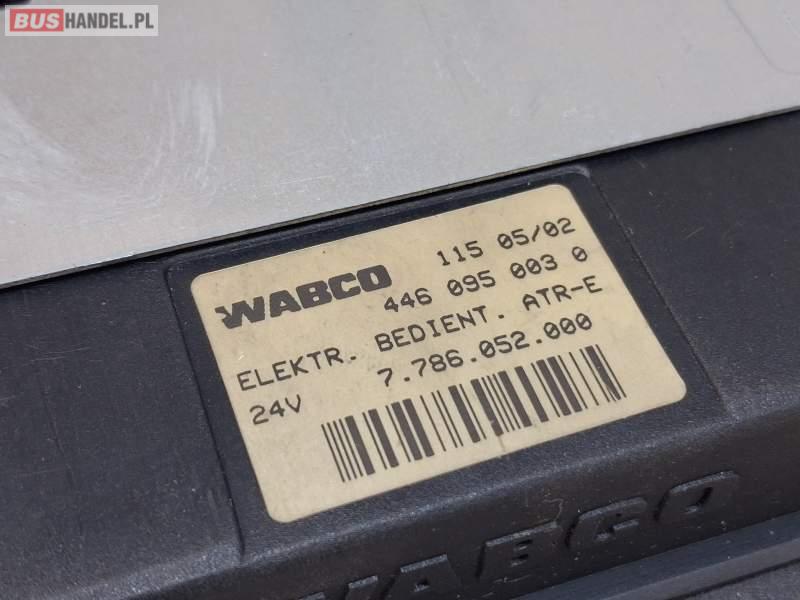 BUSHANDEL.PL
WABCO 115 05/02
446 095 003 0
ELEKTR. BEDIENT. ATR-E
24V 7.786.052.000
WABCO